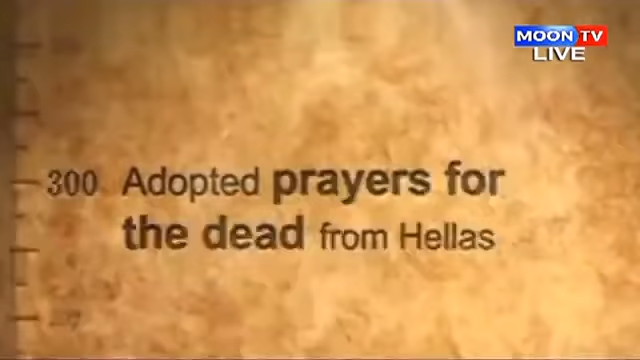 MOON TV
LIVE
300 Adopted prayers for
the dead from Hellas